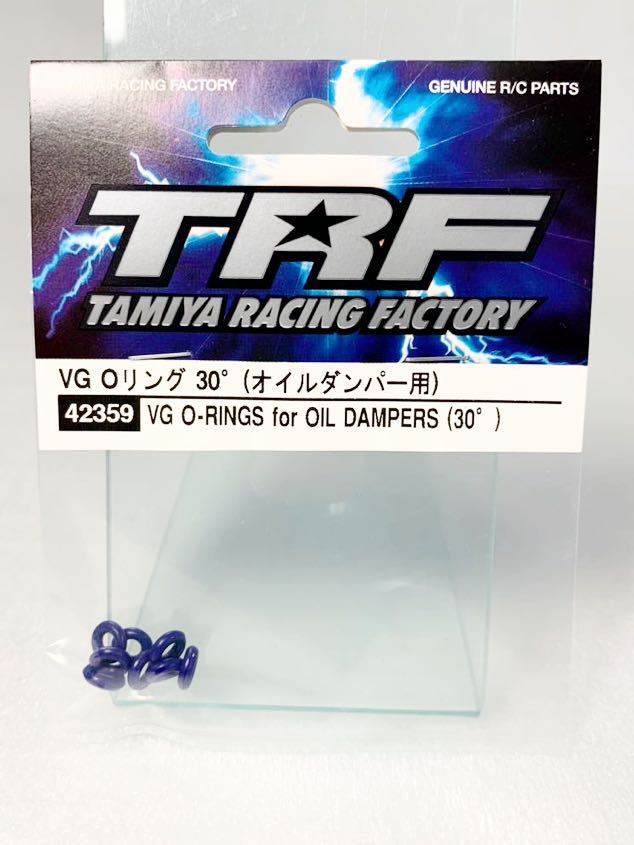 RACING FACTORY
GENUINE R/C PARTS
TRF
TAMIYA RACING FACTORY
VG Oリング 30° (オイルダンパー用)
42359 VG O-RINGS for OIL DAMPERS (30° )